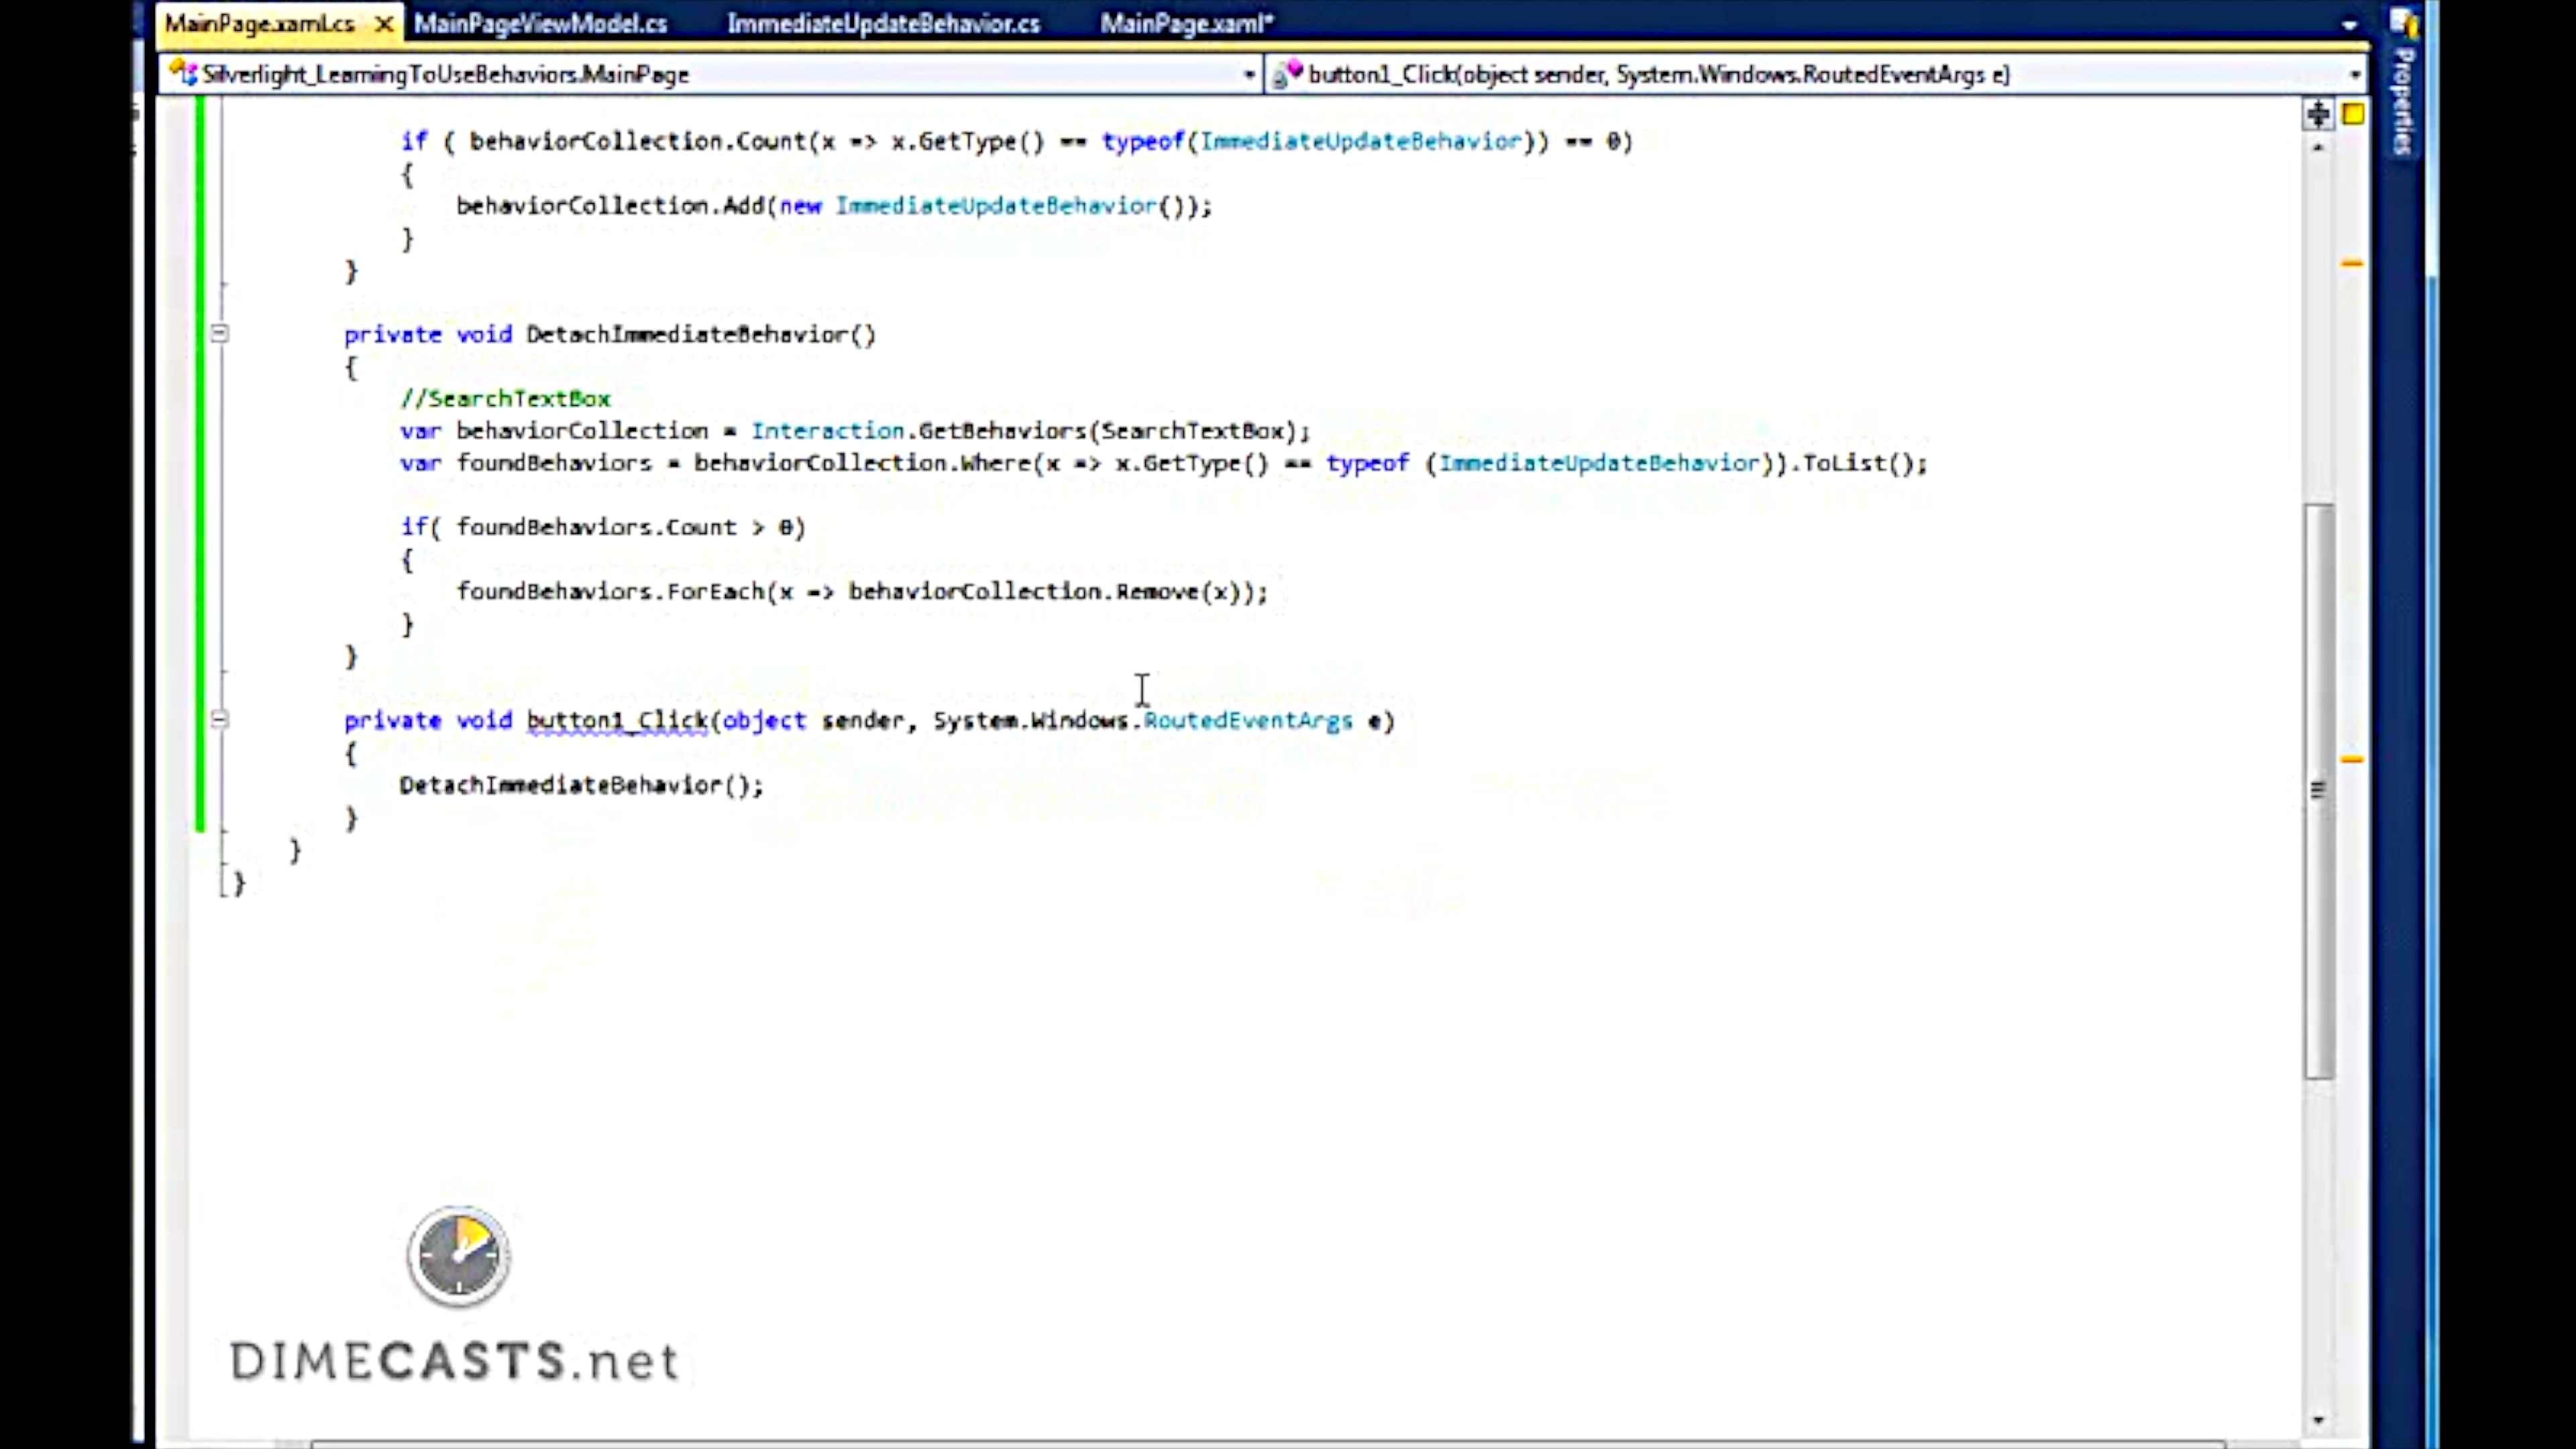 MainPage.xaml.cs MainPageViewModel.cs ImmediateUpdateBehavior.cs MainPage.xaml*
Silverlight_LearningToUseBehaviors.MainPage button1_Click(object sender, System.Windows.RoutedEventArgs e)
Properties
if ( behaviorCollection.Count(x => x.GetType() == typeof(ImmediateUpdateBehavior)) == 0)
{
behaviorCollection.Add(new ImmediateUpdateBehavior());
}
}
private void DetachImmediateBehavior()
{
//SearchTextBox
var behaviorCollection = Interaction.GetBehaviors(SearchTextBox);
var foundBehaviors = behaviorCollection.Where(x => x.GetType() == typeof (ImmediateUpdateBehavior)).ToList();
if( foundBehaviors.Count > 0)
{
foundBehaviors.ForEach(x => behaviorCollection.Remove(x));
}
}
private void button1_Click(object sender, System.Windows.RoutedEventArgs e)
{
DetachImmediateBehavior();
}
}
}
DIMECASTS.net